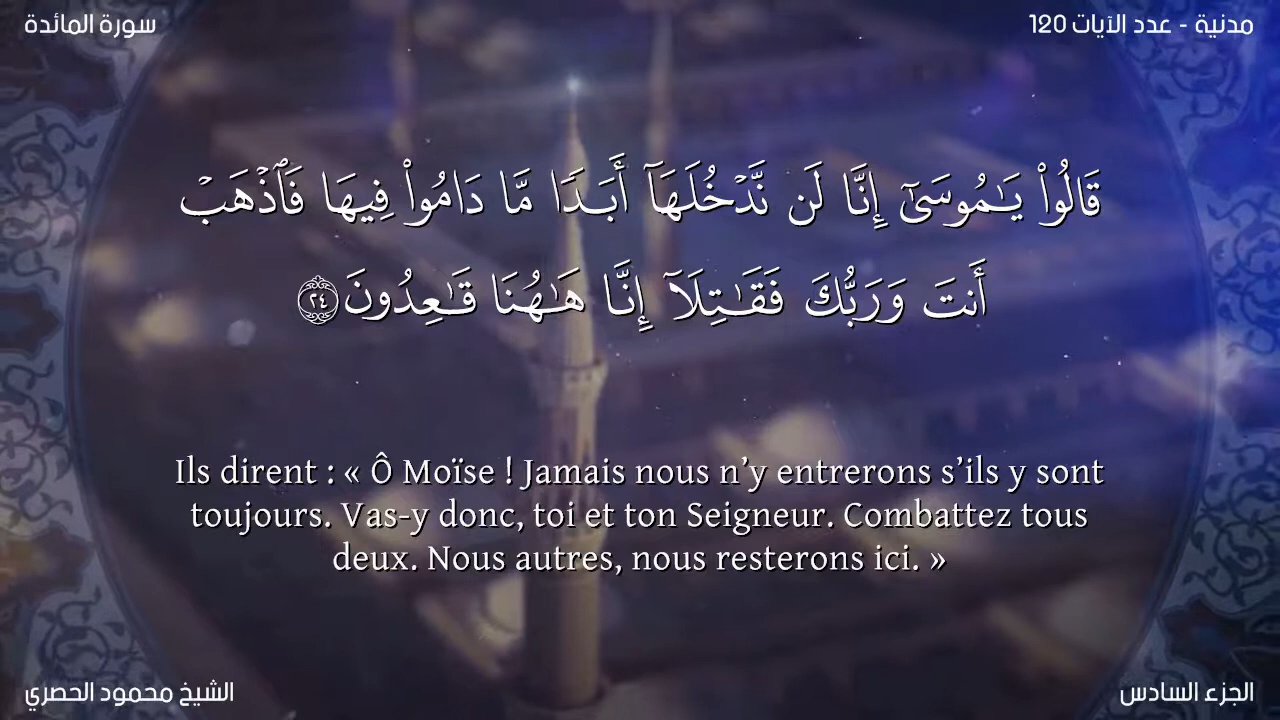 سورة المائدة
مدنية - عدد الآيات 120
قَالُوا۟ يَـٰمُوسَىٰٓ إِنَّا لَن نَّدْخُلَهَآ أَبَدًا مَّا دَامُوا۟ فِيهَا فَٱذْهَبْ
أَنتَ وَرَبُّكَ فَقَـٰتِلَآ إِنَّا هَـٰهُنَا قَـٰعِدُونَ ٢٤
Ils dirent : « Ô Moïse ! Jamais nous n’y entrerons s’ils y sont
toujours. Vas-y donc, toi et ton Seigneur. Combattez tous
deux. Nous autres, nous resterons ici. »
الشيخ محمود الحصري
الجزء السادس